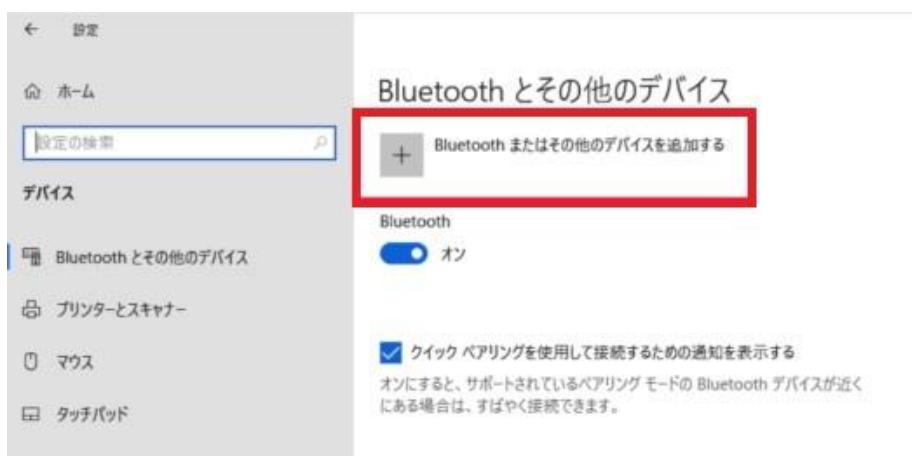 設定
ホーム
設定の検索
デバイス
Bluetooth とその他のデバイス
プリンターとスキャナー
マウス
タッチパッド
Bluetooth とその他のデバイス
Bluetooth またはその他のデバイスを追加する
Bluetooth
オン
クイック ペアリングを使用して接続するための通知を表示する
オンにすると、サポートされているペアリング モードの Bluetooth デバイスが近く
にある場合は、すばやく接続できます。